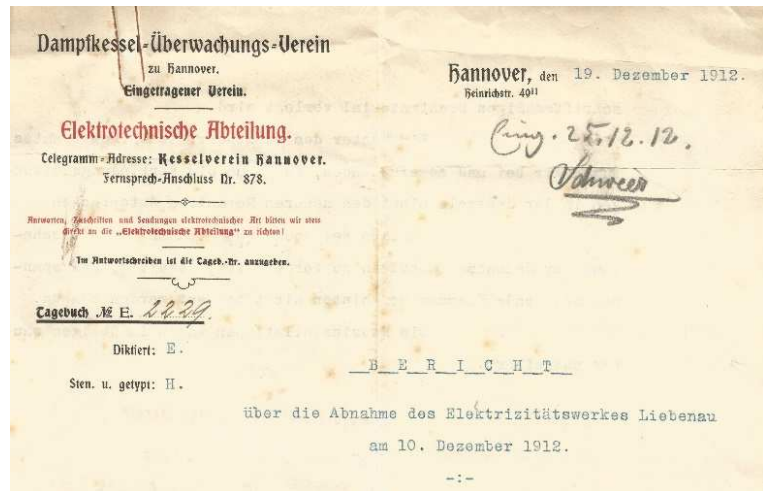 Dampfkessel-Überwachungs-Verein
zu Hannover.
Eingetragener Verein.
Elektrotechnische Abteilung.
Telegramm-Adresse: Kesselverein Hannover.
Fernsprech-Anschluss Nr. 878.
Antworten, Zuschriften und Sendungen elektrotechnischer Art bitten wir stets
direkt an die „Elektrotechnische Abteilung" zu richten!
Im Antwortschreiben ist die Tageb.-Nr. anzugeben.
Tagebuch № E. 2229.
Diktiert: E.
Sten. u. getypt: H.
Hannover, den 19. Dezember 1912.
Heinrichstr. 40II
Eing. 25.12.12.
BERICHT
über die Abnahme des Elektrizitätswerkes Liebenau
am 10. Dezember 1912.
-:-